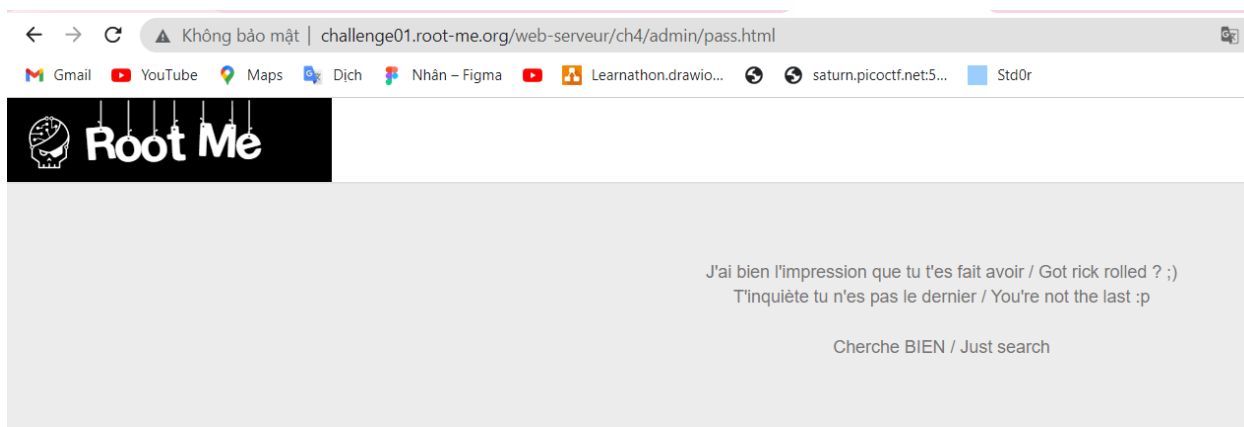 Không bảo mật | challenge01.root-me.org/web-serveur/ch4/admin/pass.html
Gmail YouTube Maps Dịch Nhân – Figma Learnathon.drawio... saturn.picoctf.net:5... Std0r
Root Me
J'ai bien l'impression que tu t'es fait avoir / Got rick rolled ? ;)
T'inquiète tu n'es pas le dernier / You're not the last :p
Cherche BIEN / Just search